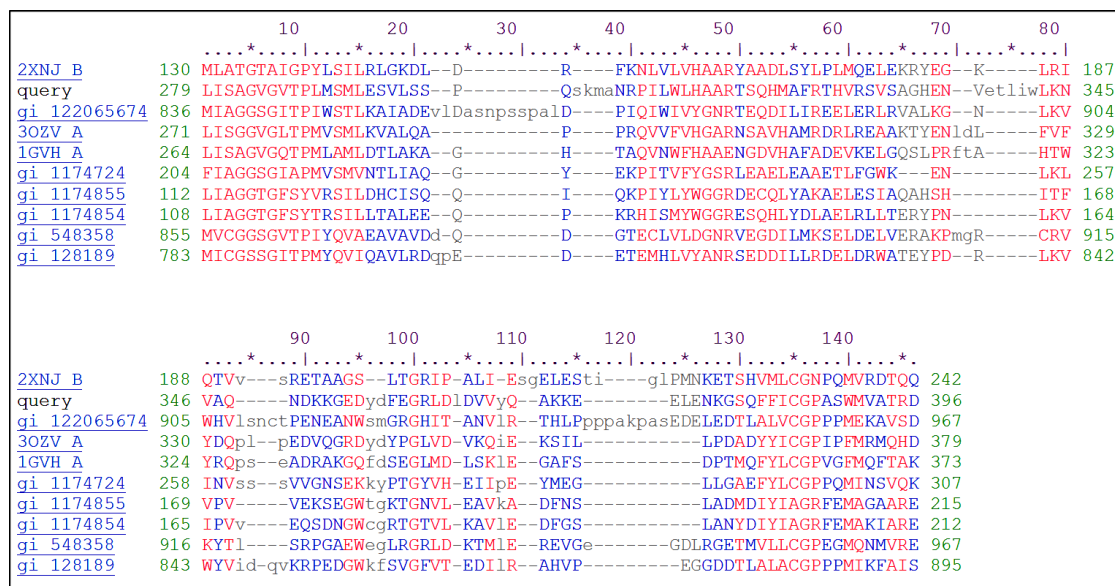 10 20 30 40 50 60 70 80
....*....|....*....|....*....|....*....|....*....|....*....|....*....|....*....|
2XNJ_B 130 MLATGTAIGPYLSILRLGKDL--D---------R----FKNLVLVHAARYAADLSYLPLMQELEKRYEG--K----LRI 187
query 279 LISAGVGVTPLMSMLESVLSS--P---------QskmaNRPILWLHAARTSQHMAFRTHVRSVSAGHEN--VetliwLKN 345
gi 122065674 836 MIAGGSGITPIWSTLKAIADEvlDasnpsspalD----PIQIWIVYGNRTEQDILIREELERLRVALKG--N----LKV 904
3OZV_A 271 LISGGVGLTPMVSMLKVALQA------------P----PRQVVFVHGARNSAVHAMRDRLREAAKTYENldL----FVF 329
1GVH_A 264 LISAGVGQTPMLAMLDTLAKA--G---------H----TAQVNWFHAAENGDVHAFADEVKELGQSLPRftA----HTW 323
gi 1174724 204 FIAGGSGIAPMVSMVNTLIAQ--G---------Y----EKPITVFYGSRYLEAELEAAETLFGWK---EN------LKL 257
gi 1174855 112 LIAGGTGFSYVRSILDHCISQ--Q---------I----QKPIYLYWGGRDECQLYAKAELESIAQAHSH-------ITF 168
gi 1174854 108 LIAGGTGFSYTRSILLTALEE--Q---------P----KRHISMYWGGRESQHLYDLAELRLLTERYPN-------LKV 164
gi 548358 855 MVCGGSGVTPIYQVAEAVAVDd-Q---------D----GTECLVLDGNRVEGDILMKSELDELVERAKPmgR----CRV 915
gi 128189 783 MICGSSGITPMYQVIQAVLRDqpE---------D----ETEMHLVYANRSEDDILLRDELDRWATEYPD--R----LKV 842
90 100 110 120 130 140
....*....|....*....|....*....|....*....|....*....|....*....|....*.
2XNJ_B 188 QTVv---sRETAAGS--LTGRIP-ALI-EsgELESti----glPMNKETSHVMLCGNPQMVRDTQQ 242
query 346 VAQ-----NDKKGEDydFEGRLDlDVVyQ--AKKE--------ELENKGSQFFICGPASWMVATRD 396
gi 122065674 905 WHVlsnctPENEANWsmGRGHIT-ANVlR--THLPpppakpasEDELEDTLALVCGPPPMEKAVSD 967
3OZV_A 330 YDQpl--pEDVQGRDydYPGLVD-VKQiE--KSIL---------LPDADYYICGPIPFMRMQHD 379
1GVH_A 324 YRQps--eADRAKGQfdSEGLMD-LSKlE--GAFS---------DPTMQFYLCGPVGFMQFTAK 373
gi 1174724 258 INVss--sVVGNSEKkyPTGYVH-EIIpE--YMEG---------LLGAEFYLCGPPQMINSVQK 307
gi 1174855 169 VPV-----VEKSEGWtgKTGNVL-EAVkA--DFNS---------LADMDIYIAGRFEMAGAARE 215
gi 1174854 165 IPVv----EQSDNGWcgRTGTVL-KAVlE--DFGS---------LANYDIYIAGRFEMAKIARE 212
gi 548358 916 KYTl----SRPGAEWeglRGRLD-KTMlE--REVGe-------GDLRGETMVLLCGPEGMQNMVRE 967
gi 128189 843 WYVid-qvKRPEDGWkfSVGFVT-EDIlR--AHVP--------EGGDDTLALACGPPPMIKFAIS 895